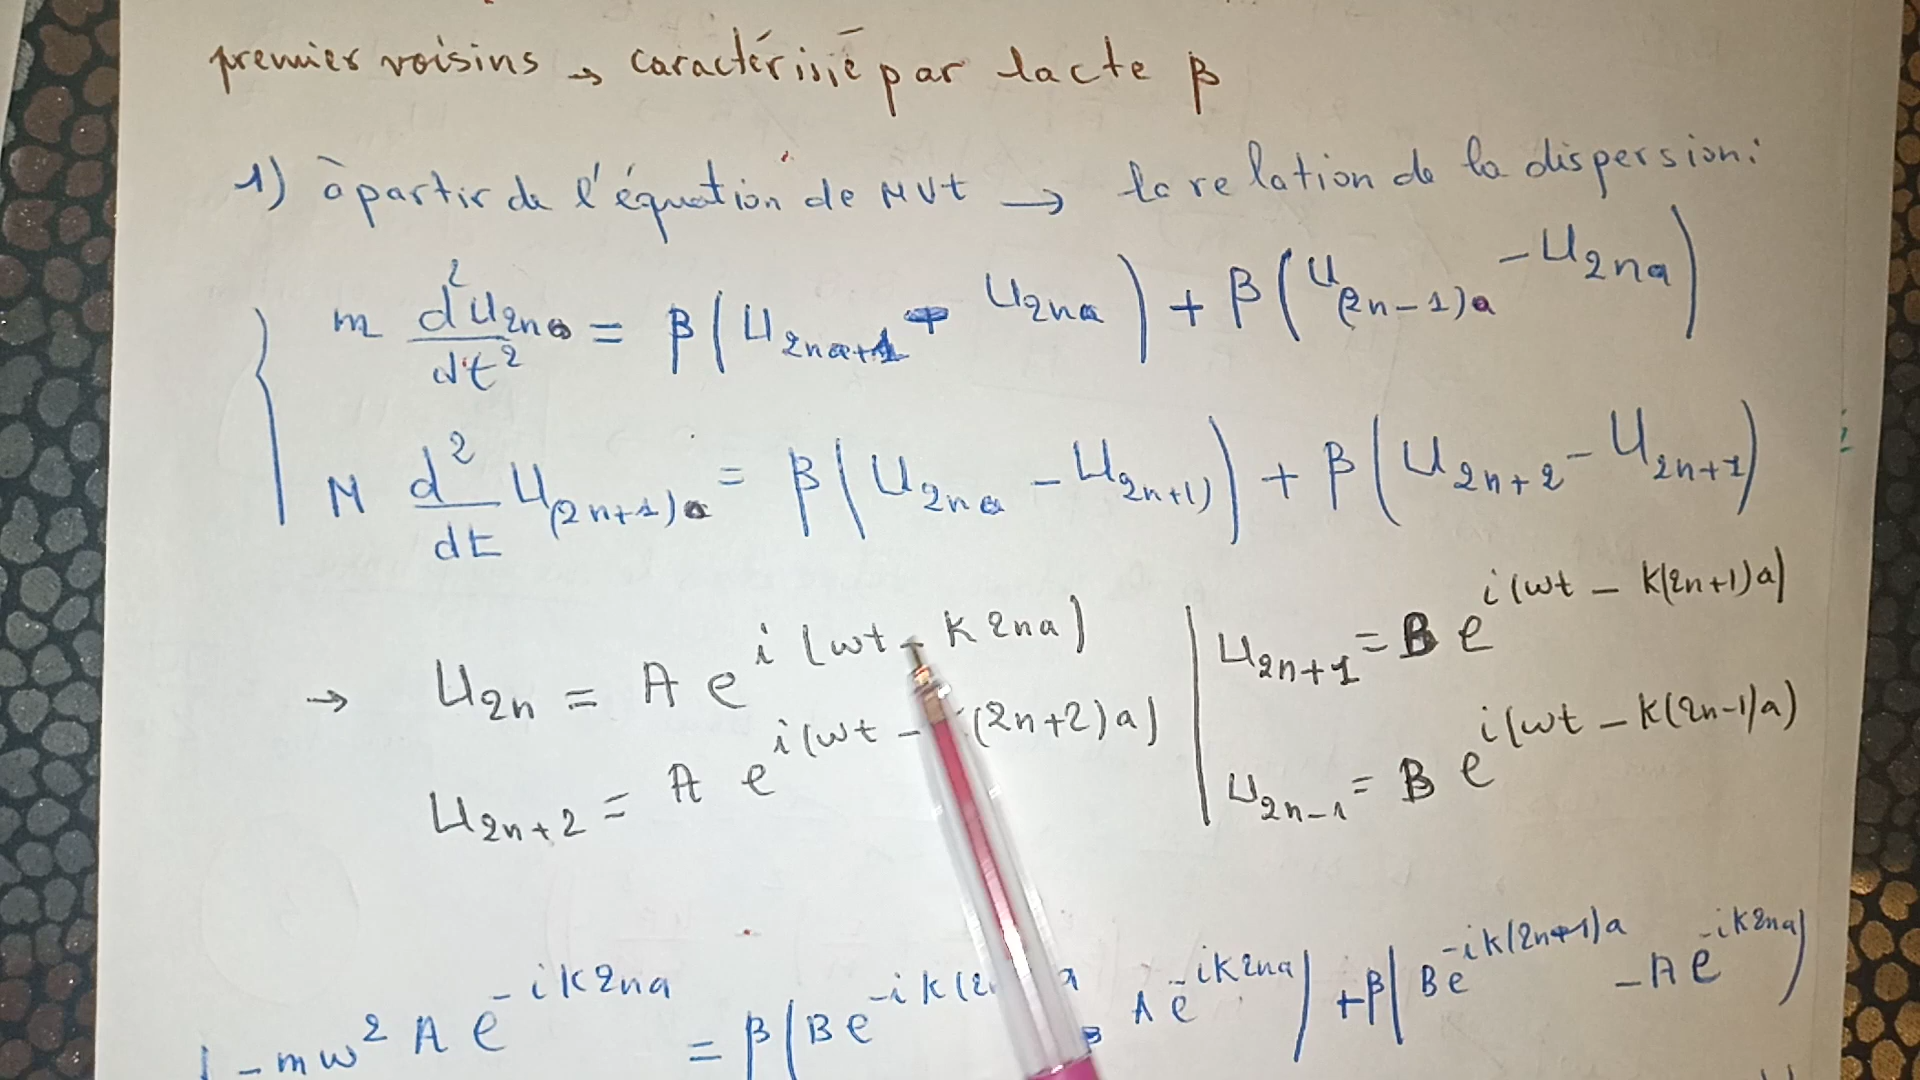 premier voisins → caractérisié par lacte β
1) à partir de l'équation de MVt → la relation de la dispersion:
m d²U₂ₙₐ/dt² = β(U₂ₙₐ₊₁ - U₂ₙₐ) + β(U₍₂ₙ₋₁₎ₐ - U₂ₙₐ)
M d²/dt U₍₂ₙ₊₁₎ₐ = β(U₂ₙₐ - U₂ₙ₊₁₎) + β(U₂ₙ₊₂ - U₂ₙ₊₁)
→ U₂ₙ = A e^{i(wt - K2na)} | U₂ₙ₊₁ = B e^{i(wt - K(2n+1)a)}
U₂ₙ₊₂ = A e^{i(wt - (2n+2)a)} | U₂ₙ₋₁ = B e^{i(wt - K(2n-1)a)}
- mw² A e^{-ik2na} = β(B e^{-ik(2 A e^{-ik2na}) + β(B e^{-ik(2n+1)a} - A e^{-ik2na})